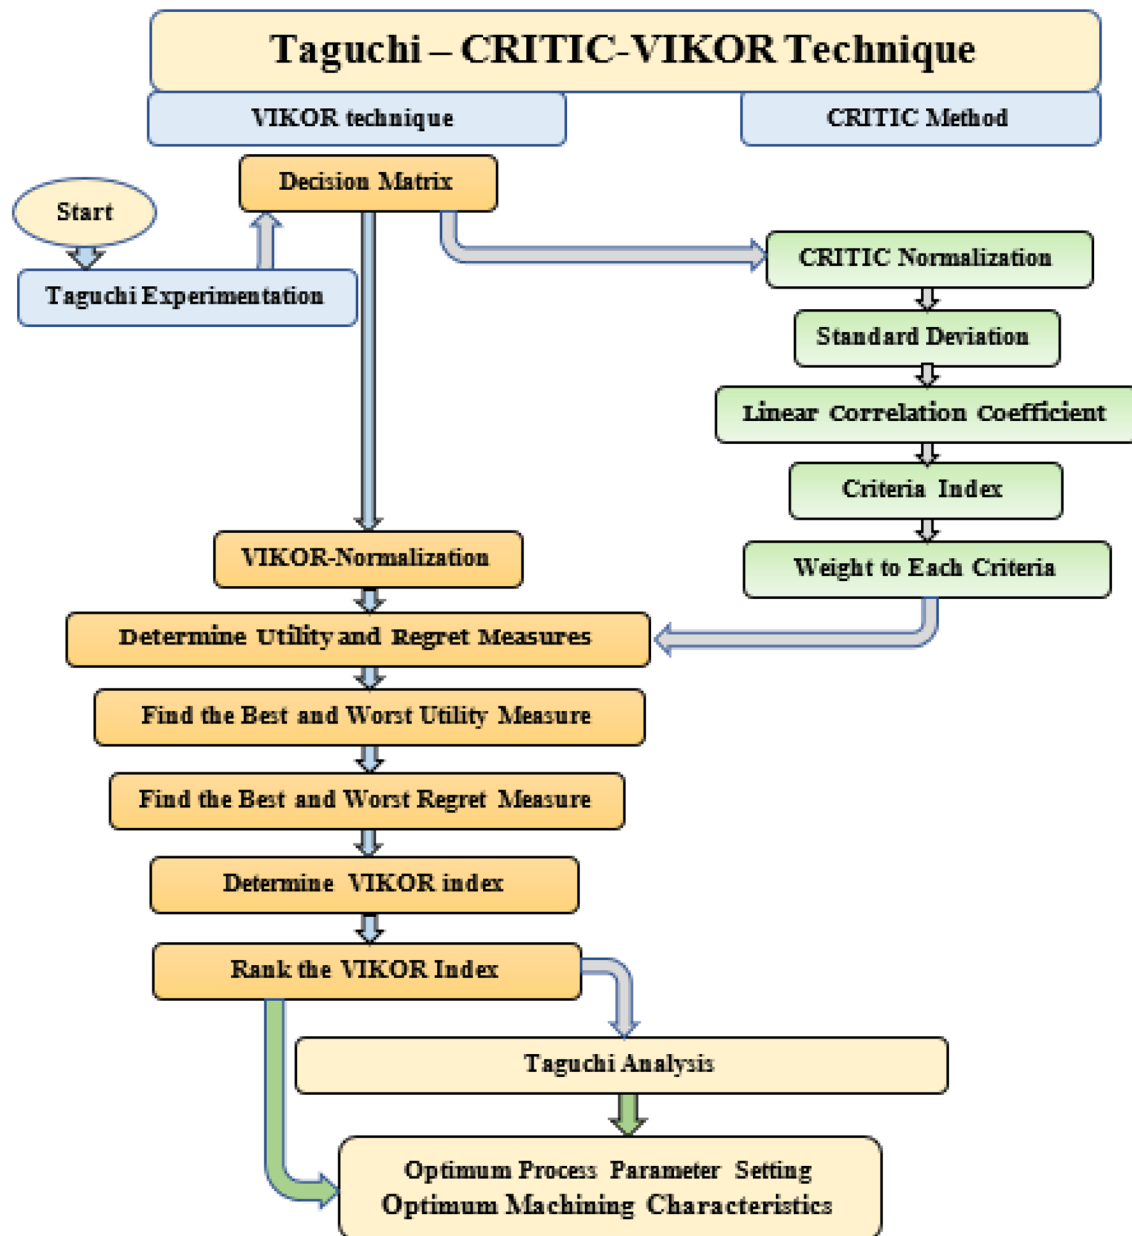 Taguchi – CRITIC-VIKOR Technique
VIKOR technique
CRITIC Method
Decision Matrix
Start
Taguchi Experimentation
CRITIC Normalization
Standard Deviation
Linear Correlation Coefficient
Criteria Index
Weight to Each Criteria
VIKOR-Normalization
Determine Utility and Regret Measures
Find the Best and Worst Utility Measure
Find the Best and Worst Regret Measure
Determine VIKOR index
Rank the VIKOR Index
Taguchi Analysis
Optimum Process Parameter Setting
Optimum Machining Characteristics